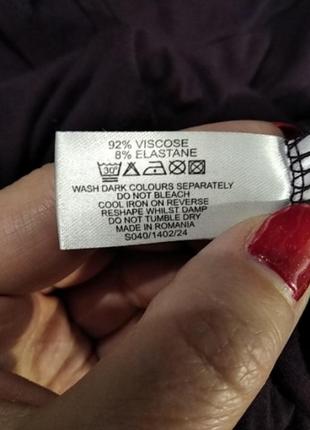 92% VISCOSE
8% ELASTANE
30°
WASH DARK COLOURS SEPARATELY
DO NOT BLEACH
COOL IRON ON REVERSE
RESHAPE WHILST DAMP
DO NOT TUMBLE DRY
MADE IN ROMANIA
S040/1402/24